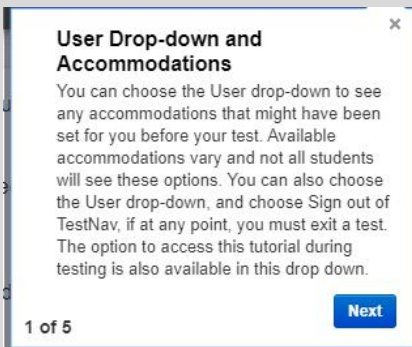 ×
User Drop-down and
Accommodations
You can choose the User drop-down to see
any accommodations that might have been
set for you before your test. Available
accommodations vary and not all students
will see these options. You can also choose
the User drop-down, and choose Sign out of
TestNav, if at any point, you must exit a test.
The option to access this tutorial during
testing is also available in this drop down.
Next
1 of 5